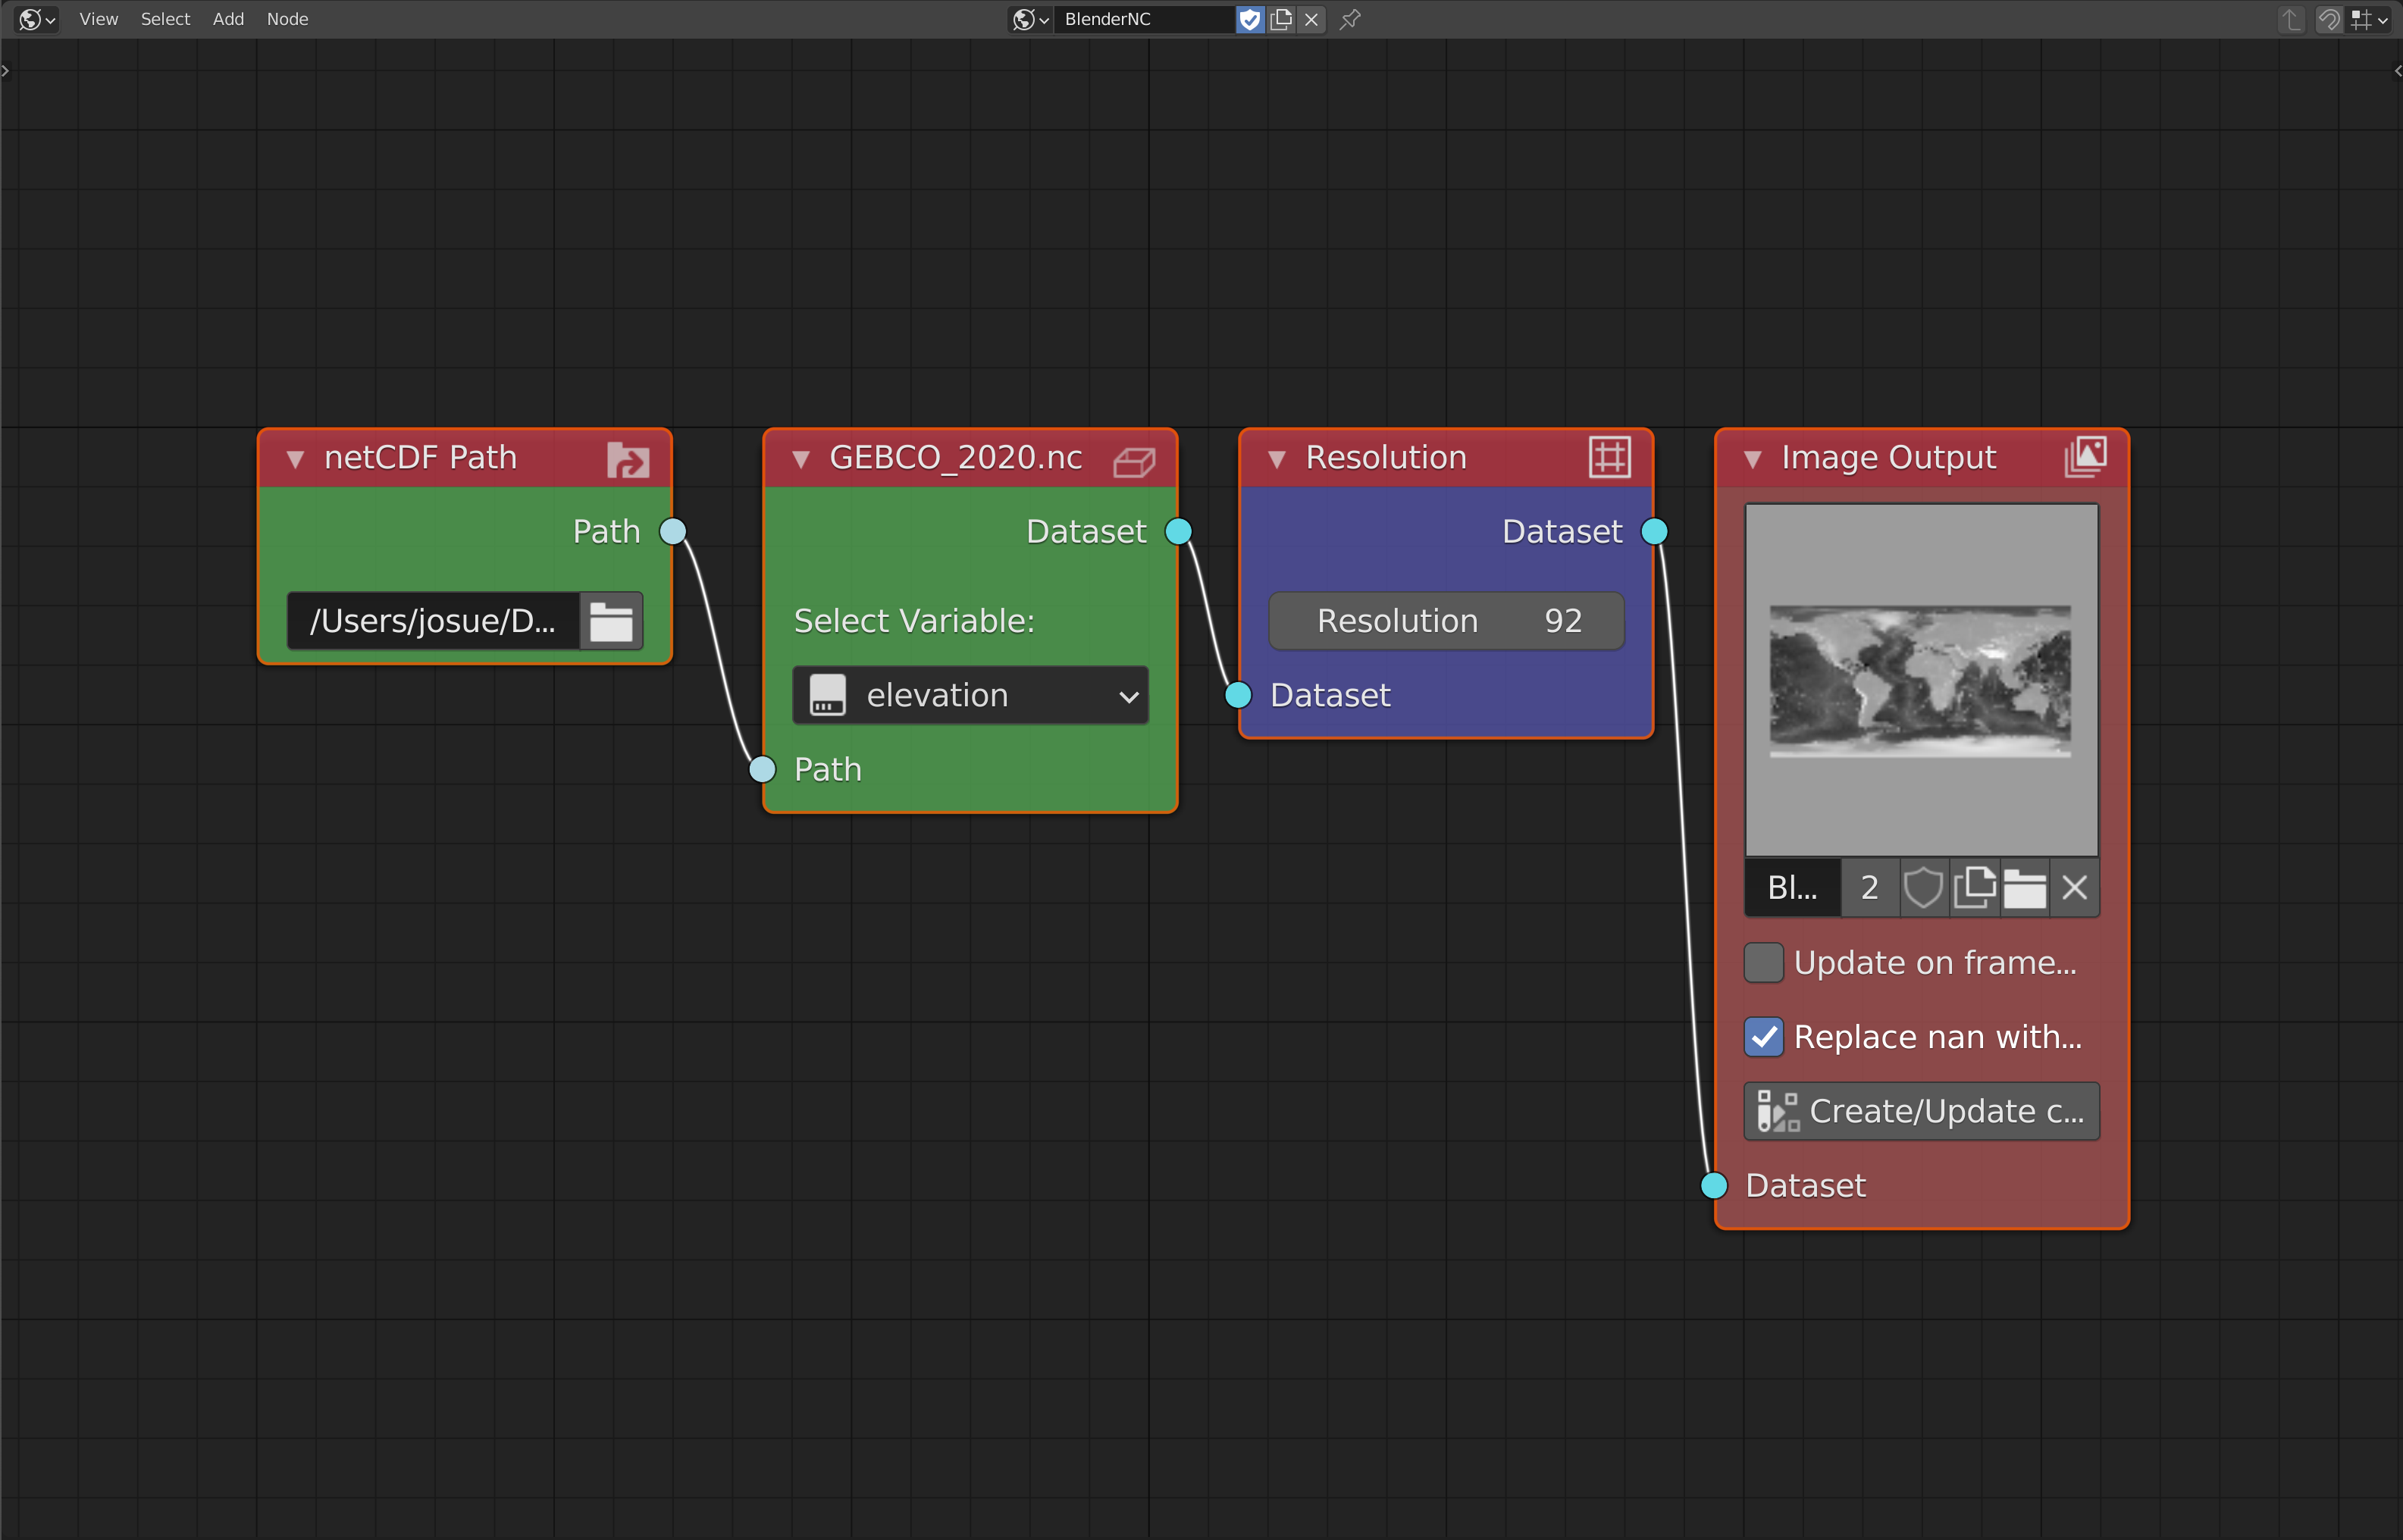 View Select Add Node
BlenderNC
netCDF Path
Path
/Users/josue/D...
GEBCO_2020.nc
Dataset
Select Variable:
elevation
Path
Resolution
Dataset
Resolution 92
Dataset
Image Output
Bl... 2
Update on frame...
Replace nan with...
Create/Update c...
Dataset